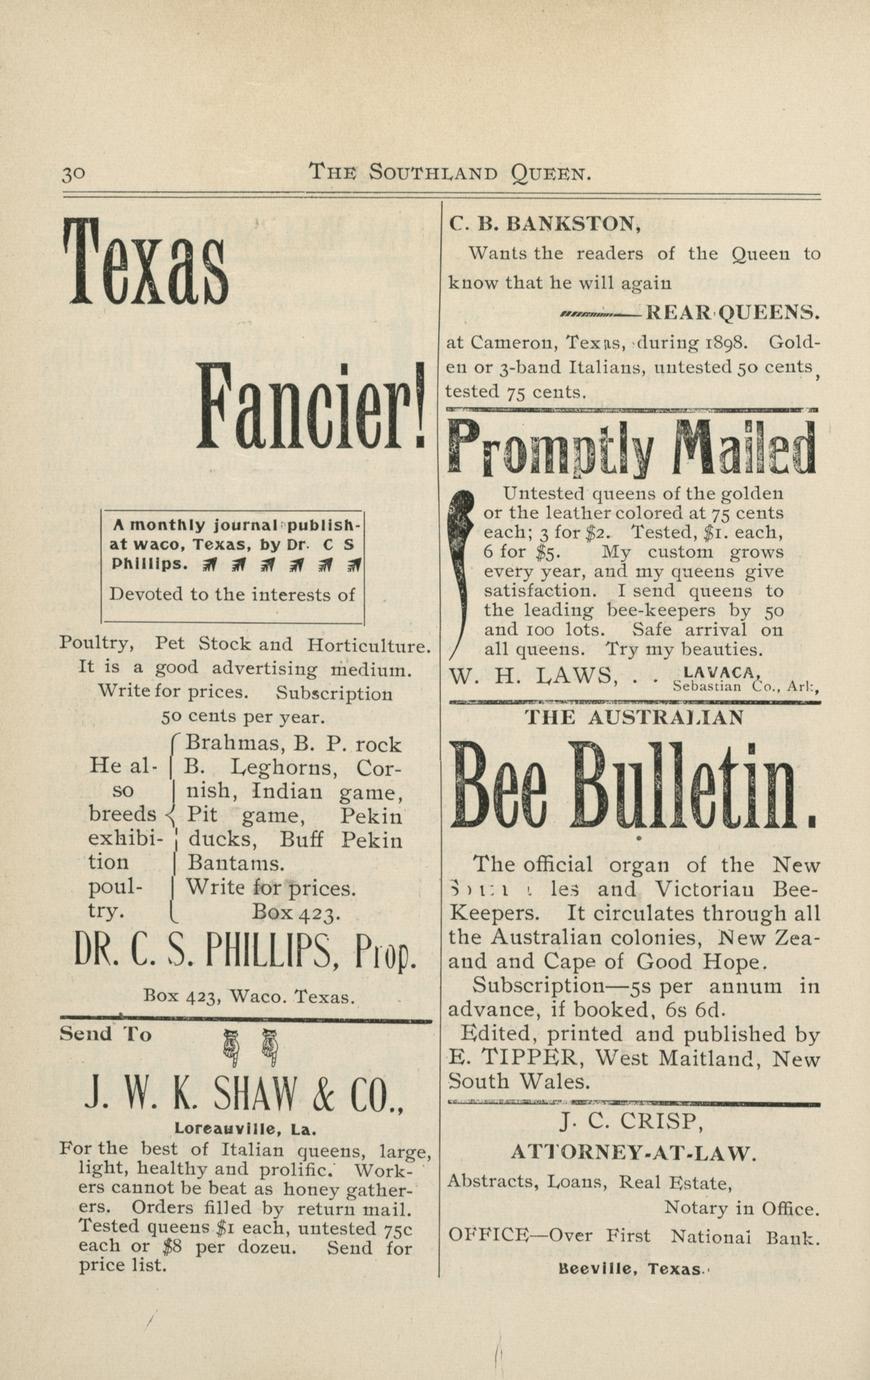 30
THE SOUTHLAND QUEEN.
Texas
Fancier!
A monthly journal publish-
at waco, Texas, by Dr. C S
Phillips.
Devoted to the interests of
Poultry, Pet Stock and Horticulture.
It is a good advertising medium.
Write for prices. Subscription
50 cents per year.
He al-
so
breeds
exhibi-
tion
poul-
try.
Brahmas, B. P. rock
B. Leghorns, Cor-
nish, Indian game,
Pit game, Pekin
ducks, Buff Pekin
Bantams.
Write for prices.
Box 423.
DR. C. S. PHILLIPS, Prop.
Box 423, Waco. Texas.
Send To
J. W. K. SHAW & CO.,
Loreauville, La.
For the best of Italian queens, large,
light, healthy and prolific. Work-
ers cannot be beat as honey gather-
ers. Orders filled by return mail.
Tested queens $1 each, untested 75c
each or $8 per dozeu. Send for
price list.
C. B. BANKSTON,
Wants the readers of the Queen to
know that he will again
REAR QUEENS.
at Cameron, Texas, during 1898. Gold-
en or 3-band Italians, untested 50 cents,
tested 75 cents.
Promptly Mailed
Untested queens of the golden
or the leather colored at 75 cents
each; 3 for $2. Tested, $1. each,
6 for $5. My custom grows
every year, and my queens give
satisfaction. I send queens to
the leading bee-keepers by 50
and 100 lots. Safe arrival on
all queens. Try my beauties.
W. H. LAWS, . . LAVACA,
Sebastian Co., Ark,
THE AUSTRALIAN
Bee Bulletin.
The official organ of the New
les and Victorian Bee-
Keepers. It circulates through all
the Australian colonies, New Zea-
and and Cape of Good Hope.
Subscription—5s per annum in
advance, if booked, 6s 6d.
Edited, printed and published by
E. TIPPER, West Maitland, New
South Wales.
J. C. CRISP,
ATTORNEY-AT-LAW.
Abstracts, Loans, Real Estate,
Notary in Office.
OFFICE—Over First National Bank.
Beeville, Texas.